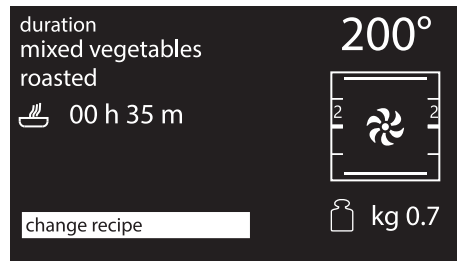 duration
mixed vegetables
roasted
00 h 35 m
change recipe
200°
2 2
kg 0.7